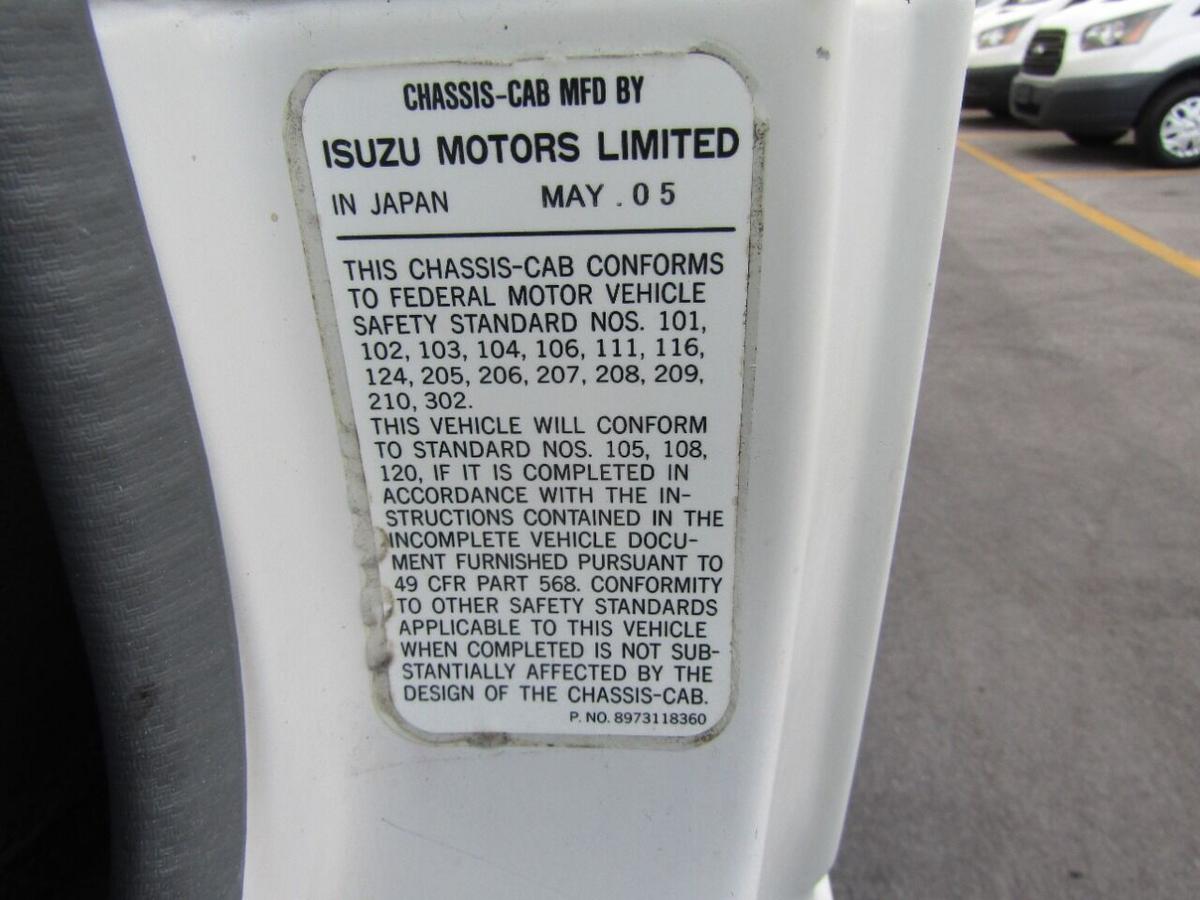 CHASSIS-CAB MFD BY
ISUZU MOTORS LIMITED
IN JAPAN MAY .05
THIS CHASSIS-CAB CONFORMS
TO FEDERAL MOTOR VEHICLE
SAFETY STANDARD NOS. 101,
102, 103, 104, 106, 111, 116,
124, 205, 206, 207, 208, 209,
210, 302.
THIS VEHICLE WILL CONFORM
TO STANDARD NOS. 105, 108,
120, IF IT IS COMPLETED IN
ACCORDANCE WITH THE IN-
STRUCTIONS CONTAINED IN THE
INCOMPLETE VEHICLE DOCU-
MENT FURNISHED PURSUANT TO
49 CFR PART 568. CONFORMITY
TO OTHER SAFETY STANDARDS
APPLICABLE TO THIS VEHICLE
WHEN COMPLETED IS NOT SUB-
STANTIALLY AFFECTED BY THE
DESIGN OF THE CHASSIS-CAB.
P. NO. 8973118360